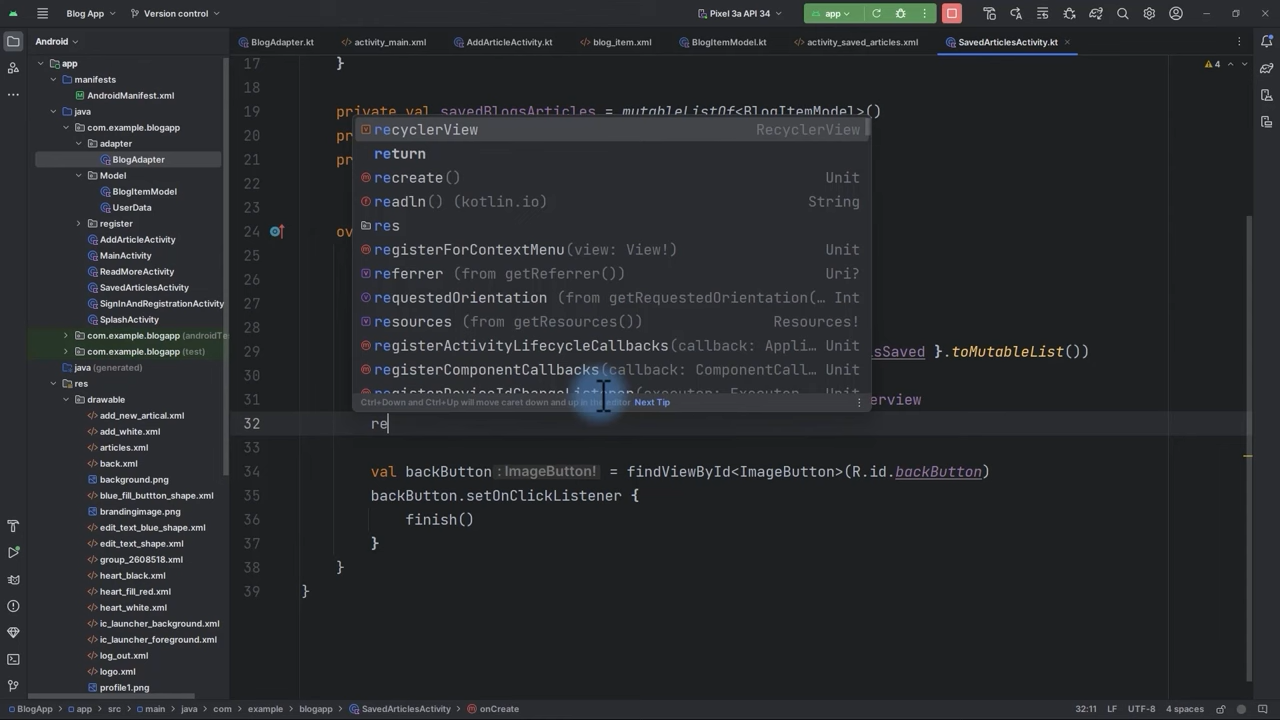 Blog App
Version control
Pixel 3a API 34
app
Android
BlogAdapter.kt
activity_main.xml
AddArticleActivity.kt
blog_item.xml
BlogItemModel.kt
activity_saved_articles.xml
SavedArticlesActivity.kt
app
manifests
AndroidManifest.xml
java
com.example.blogapp
adapter
BlogAdapter
Model
BlogItemModel
UserData
register
AddArticleActivity
MainActivity
ReadMoreActivity
SavedArticlesActivity
SignInAndRegistrationActivity
SplashActivity
com.example.blogapp (androidTe
com.example.blogapp (test)
java (generated)
res
drawable
add_new_artical.xml
add_white.xml
articles.xml
back.xml
background.png
blue_fill_buttton_shape.xml
brandingimage.png
edit_text_blue_shape.xml
edit_text_shape.xml
group_2608518.xml
heart_black.xml
heart_fill_red.xml
heart_white.xml
ic_launcher_background.xml
ic_launcher_foreground.xml
log_out.xml
logo.xml
profile1.png
4
17 }
18
19 private val savedBlogsArticles = mutableListOf<BlogItemModel>()
20 pr
21 pr
22
23
24 ov
25
26
27
28
29 isSaved }.toMutableList())
30
31 erview
32 re
33
34 val backButton : ImageButton! = findViewById<ImageButton>(R.id.backButton)
35 backButton.setOnClickListener {
36 finish()
37 }
38 }
39 }
recyclerView RecyclerView
return
recreate() Unit
readln() (kotlin.io) String
res
registerForContextMenu(view: View!) Unit
referrer (from getReferrer()) Uri?
requestedOrientation (from getRequestedOrientation(… Int
resources (from getResources()) Resources!
registerActivityLifecycleCallbacks(callback: Appli… Unit
registerComponentCallbacks(callback: ComponentCall… Unit
registerDeviceIdChangeListener(executor: Executor… Unit
Ctrl+Down and Ctrl+Up will move caret down and up in the editor Next Tip
BlogApp > app > src > main > java > com > example > blogapp > SavedArticlesActivity > onCreate
32:11 LF UTF-8 4 spaces